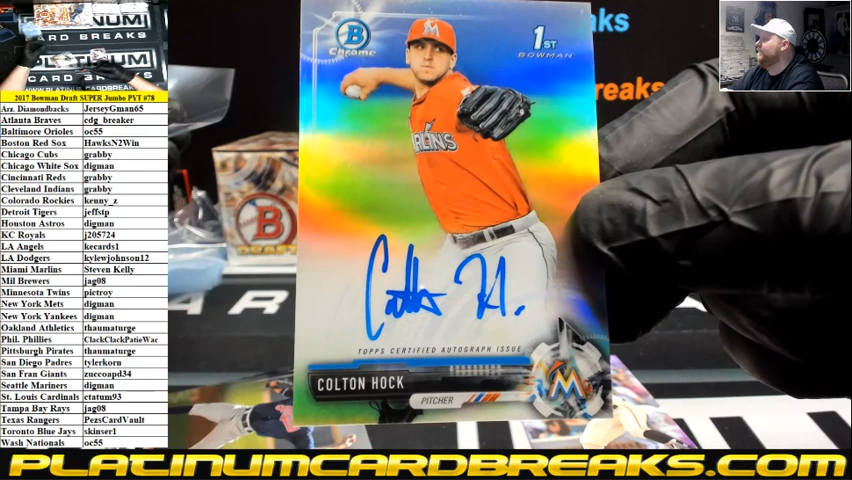 2017 Bowman Draft SUPER Jumbo PYT #78
Arz. Diamondbacks JerseyGman65
Atlanta Braves cdg_breaker
Baltimore Orioles oc55
Boston Red Sox HawksN2Win
Chicago Cubs grabby
Chicago White Sox digman
Cincinnati Reds grabby
Cleveland Indians grabby
Colorado Rockies kenny_z
Detroit Tigers jeffstp
Houston Astros digman
KC Royals j205724
LA Angels kecards1
LA Dodgers kylewjohnson12
Miami Marlins Steven Kelly
Mil Brewers jag08
Minnesota Twins pictroy
New York Mets digman
New York Yankees digman
Oakland Athletics thaumaturge
Phil. Phillies ClackClackPatieWac
Pittsburgh Pirates thaumaturge
San Diego Padres tylerkorn
San Fran Giants zuecoapd34
Seattle Mariners digman
St. Louis Cardinals ctatum93
Tampa Bay Rays jag08
Texas Rangers PezsCardVault
Toronto Blue Jays skinser1
Wash Nationals oc55
PLATINUM
CARD BREAKS
B
Chrome
1ST
BOWMAN
MARLINS
TOPPS CERTIFIED AUTOGRAPH ISSUE
COLTON HOCK
PITCHER
M
ks
reaks
B
DRAFT
PLATINUMCARDBREAKS.COM